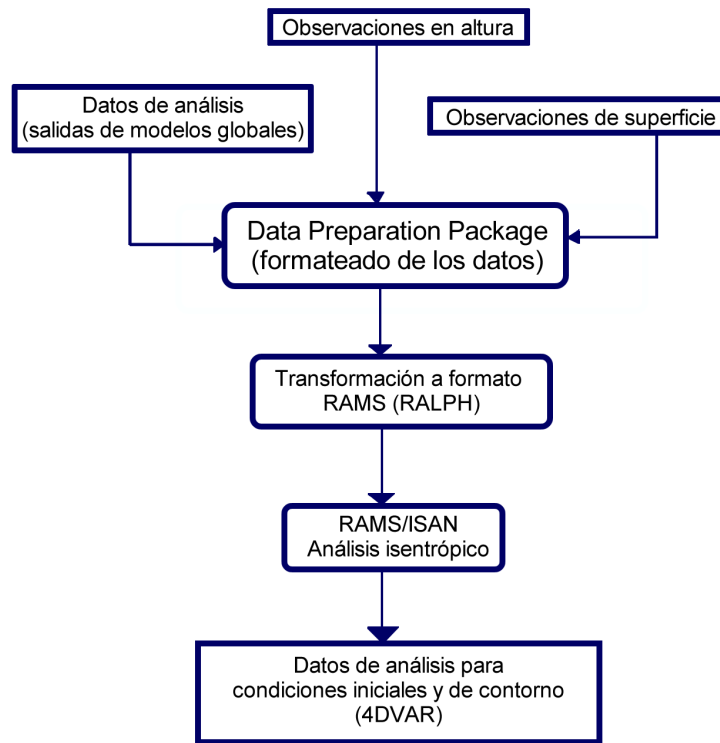 Observaciones en altura
Datos de análisis
(salidas de modelos globales)
Observaciones de superficie
Data Preparation Package
(formateado de los datos)
Transformación a formato
RAMS (RALPH)
RAMS/ISAN
Análisis isentrópico
Datos de análisis para
condiciones iniciales y de contorno
(4DVAR)